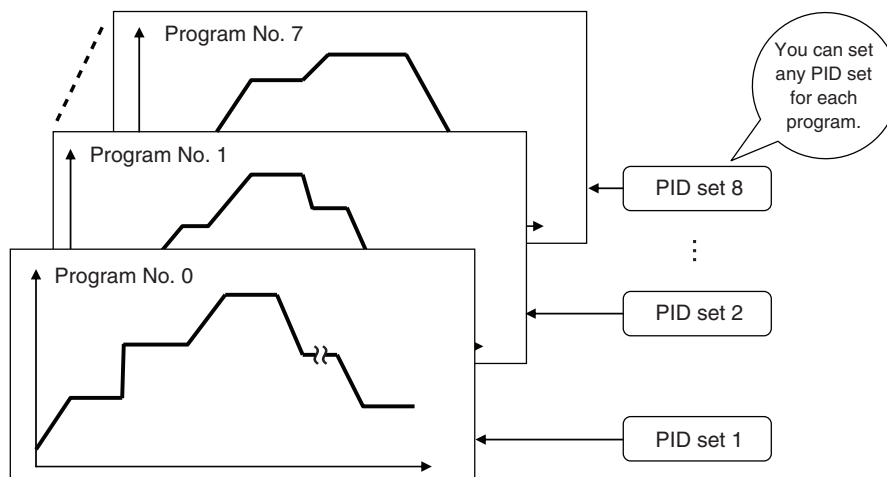 Program No. 7
You can set
any PID set
for each
program.
Program No. 1
PID set 8
Program No. 0
⋮
PID set 2
PID set 1